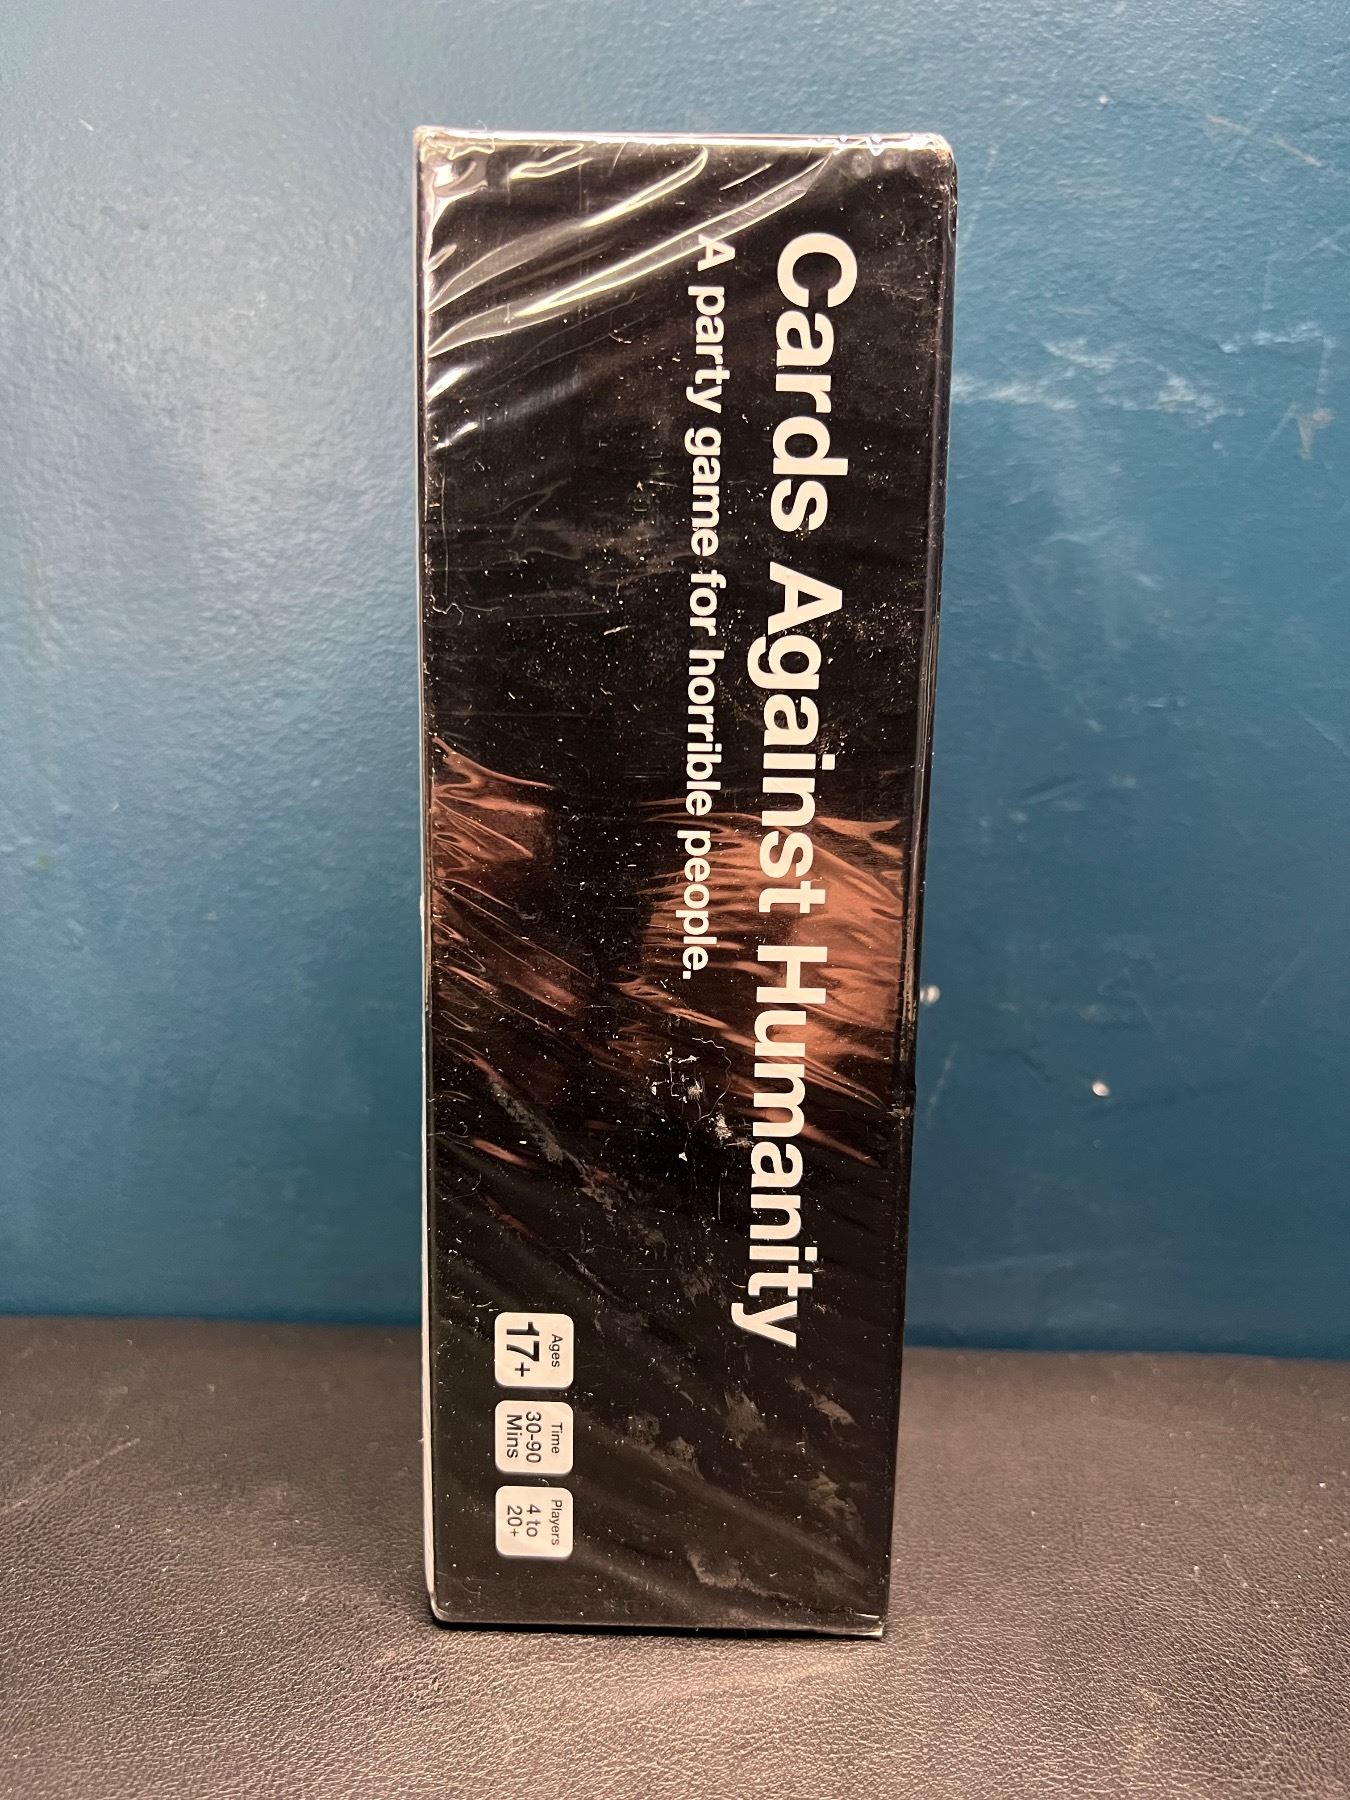 Cards Against Humanity
A party game for horrible people.
Ages
17+
Time
30-90
Mins
Players
4 to
20+